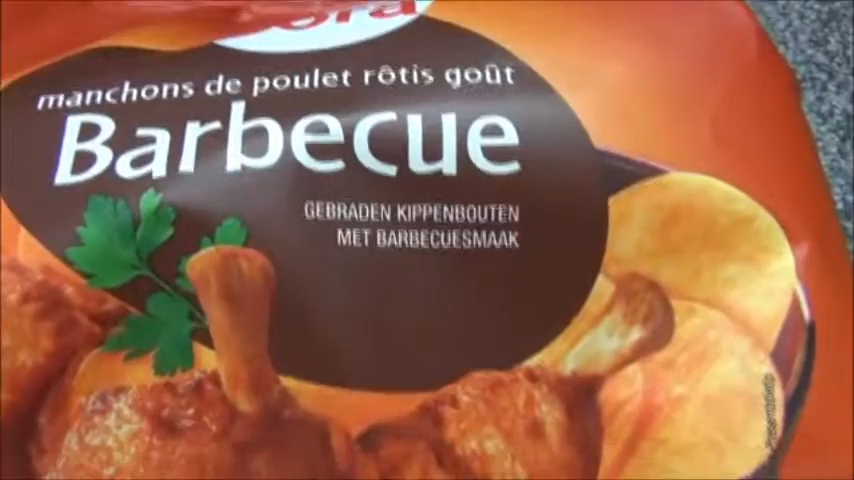 manchons de poulet rôtis goût
Barbecue
GEBRADEN KIPPENBOUTEN
MET BARBECUESMAAK